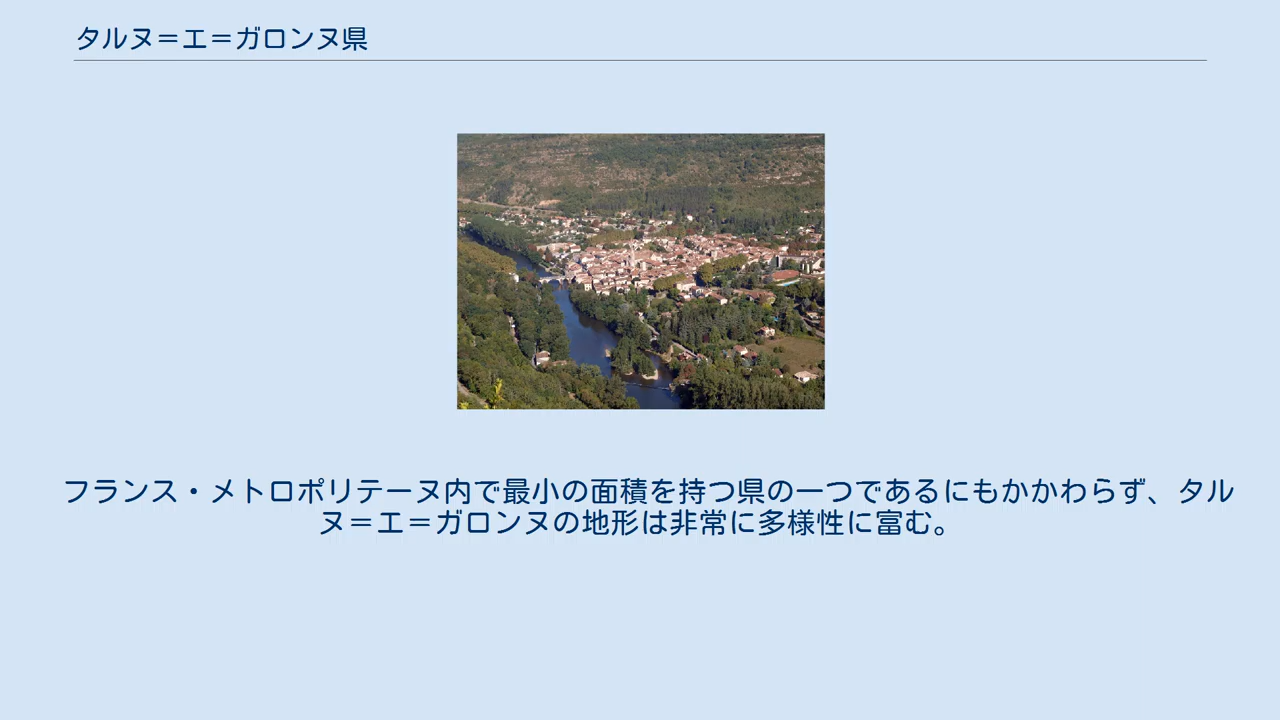 タルヌ＝エ＝ガロンヌ県
フランス・メトロポリテーヌ内で最小の面積を持つ県の一つであるにもかかわらず、タル
ヌ＝エ＝ガロンヌの地形は非常に多様性に富む。